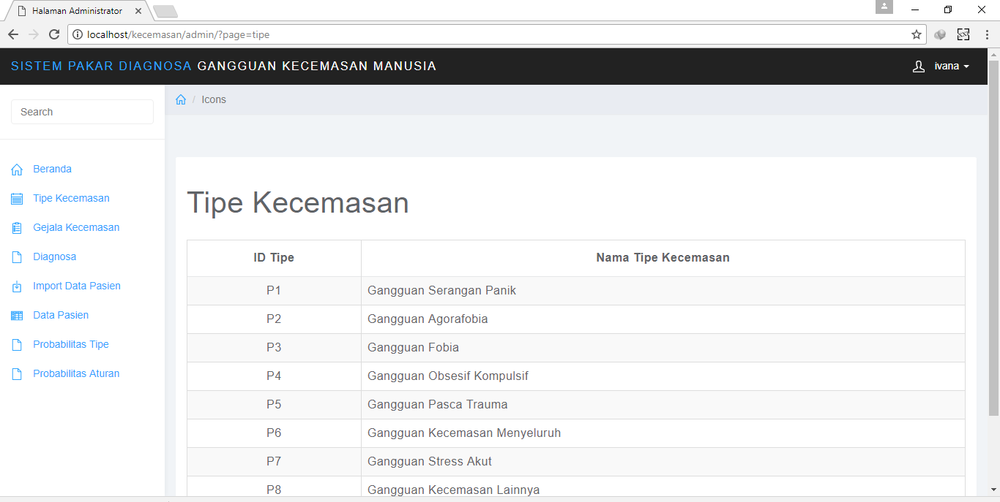 Halaman Administrator
localhost/kecemasan/admin/?page=tipe
SISTEM PAKAR DIAGNOSA GANGGUAN KECEMASAN MANUSIA
ivana
Search
/ Icons
Beranda
Tipe Kecemasan
Gejala Kecemasan
Diagnosa
Import Data Pasien
Data Pasien
Probabilitas Tipe
Probabilitas Aturan
Tipe Kecemasan
ID Tipe Nama Tipe Kecemasan
P1 Gangguan Serangan Panik
P2 Gangguan Agorafobia
P3 Gangguan Fobia
P4 Gangguan Obsesif Kompulsif
P5 Gangguan Pasca Trauma
P6 Gangguan Kecemasan Menyeluruh
P7 Gangguan Stress Akut
P8 Gangguan Kecemasan Lainnya